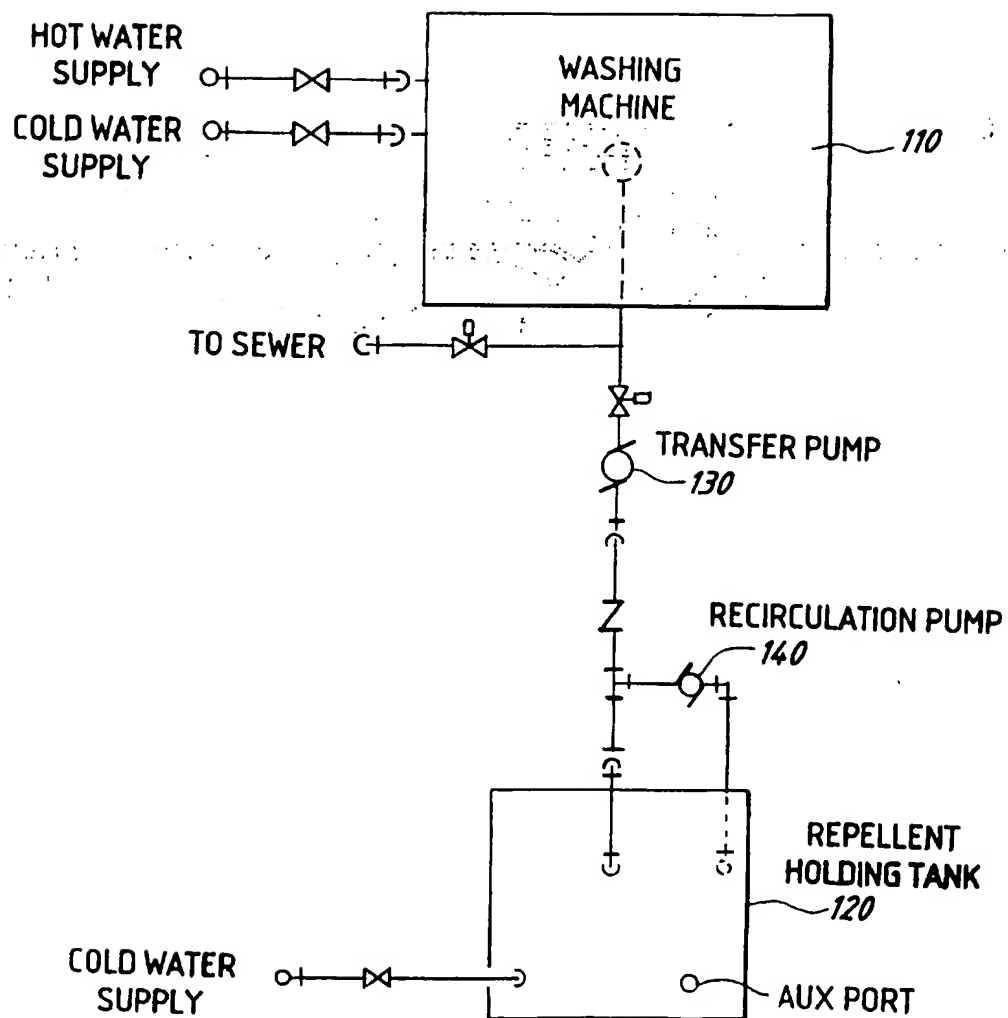 HOT WATER
SUPPLY
COLD WATER
SUPPLY
WASHING
MACHINE
110
TO SEWER
TRANSFER PUMP
130
RECIRCULATION PUMP
140
REPELLENT
HOLDING TANK
120
COLD WATER
SUPPLY
AUX PORT